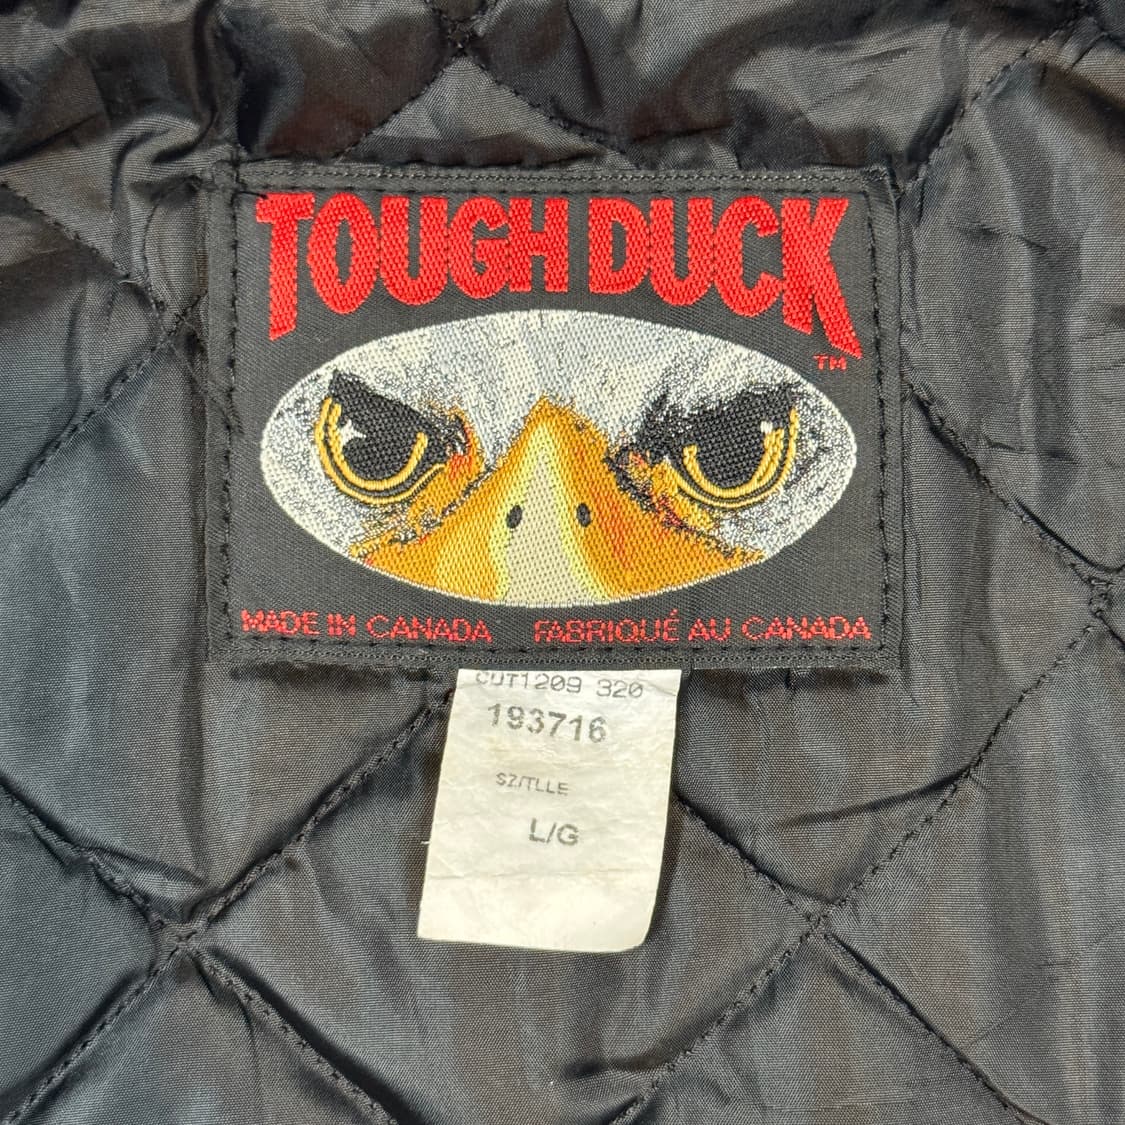 TOUGH DUCK
TM
MADE IN CANADA FABRIQUÉ AU CANADA
CUT1209 320
193716
SZ/TLLE
L/G